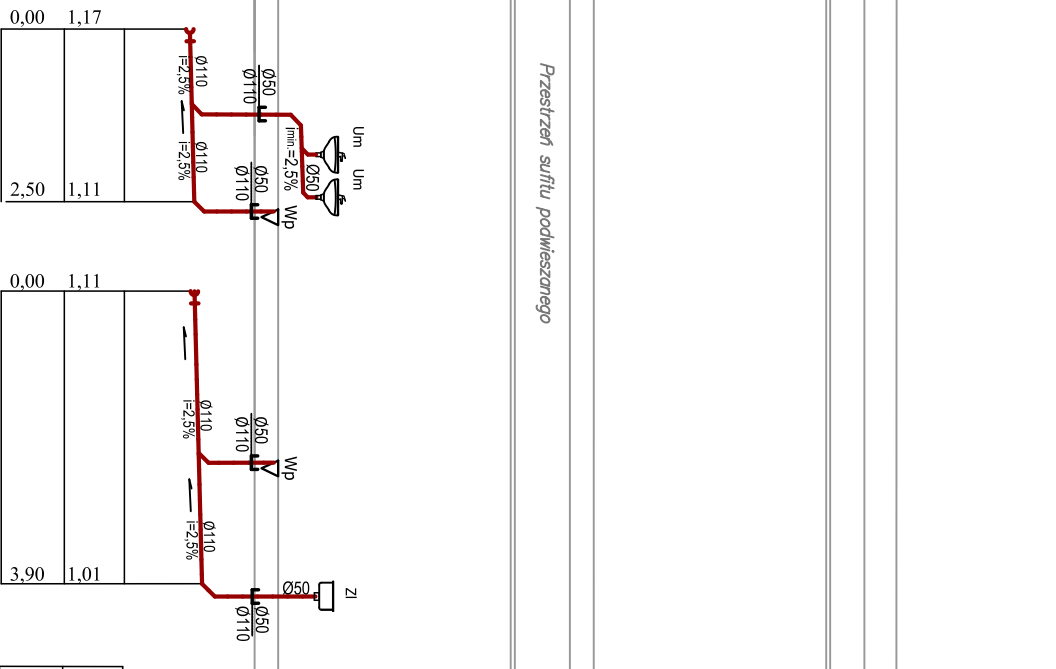 0,00 1,17
Ø110
i=2,5%
Ø50
Ø110
Um
Um
imin.=2,5%
Ø50
Ø110
i=2,5%
Ø50
Ø110
Wp
2,50 1,11
Przestrzeń sufitu podwieszanego
0,00 1,11
Ø110
i=2,5%
Ø50
Ø110
Wp
Ø110
i=2,5%
3,90 1,01
Ø50
Zl
Ø50
Ø110